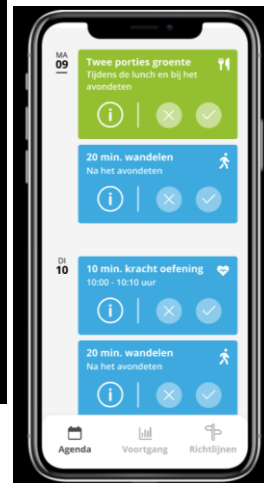 MA
09
Twee porties groente
Tijdens de lunch en bij het
avondeten
20 min. wandelen
Na het avondeten
DI
10
10 min. kracht oefening
10:00 - 10:10 uur
20 min. wandelen
Na het avondeten
Agenda
Voortgang
Richtlijnen